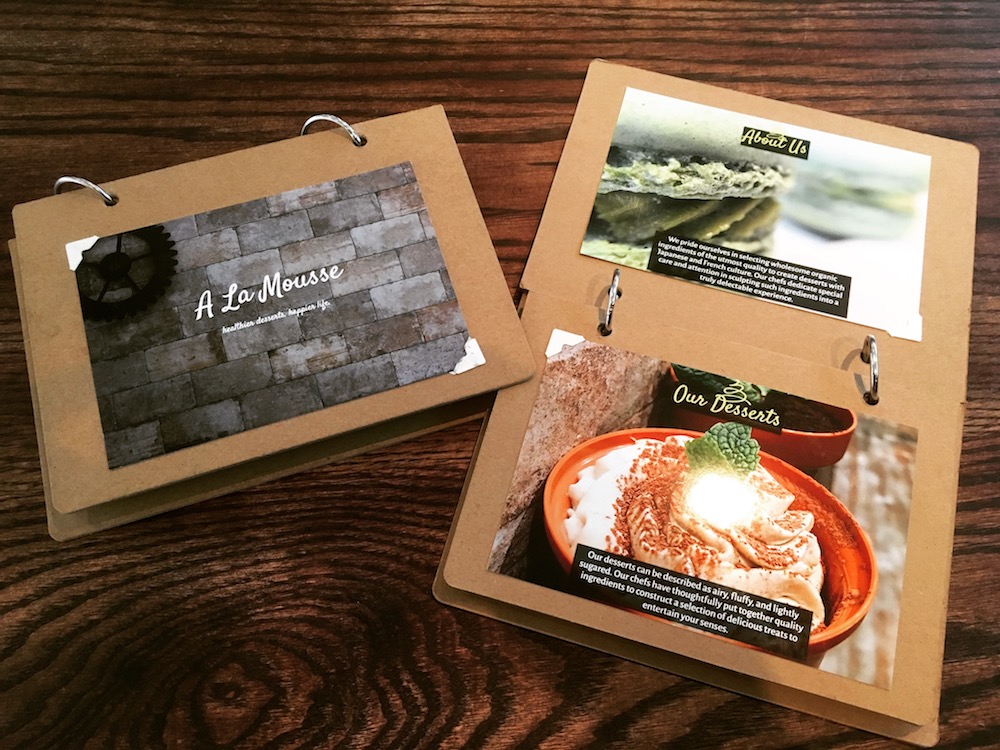 A La Mousse
healthier desserts. happier life.
About Us
We pride ourselves in selecting wholesome organic
ingredients of the utmost quality to create desserts with
Japanese and French culture. Our chefs dedicate special
care and attention in sculpting such ingredients into a
truly delectable experience.
Our Desserts
Our desserts can be described as airy, fluffy, and lightly
sugared. Our chefs have thoughtfully put together quality
ingredients to construct a selection of delicious treats to
entertain your senses.